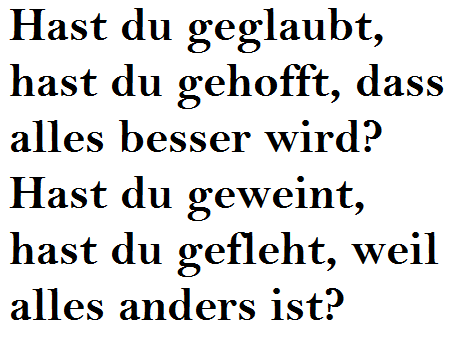 Hast du geglaubt,
hast du gehofft, dass
alles besser wird?
Hast du geweint,
hast du gefleht, weil
alles anders ist?